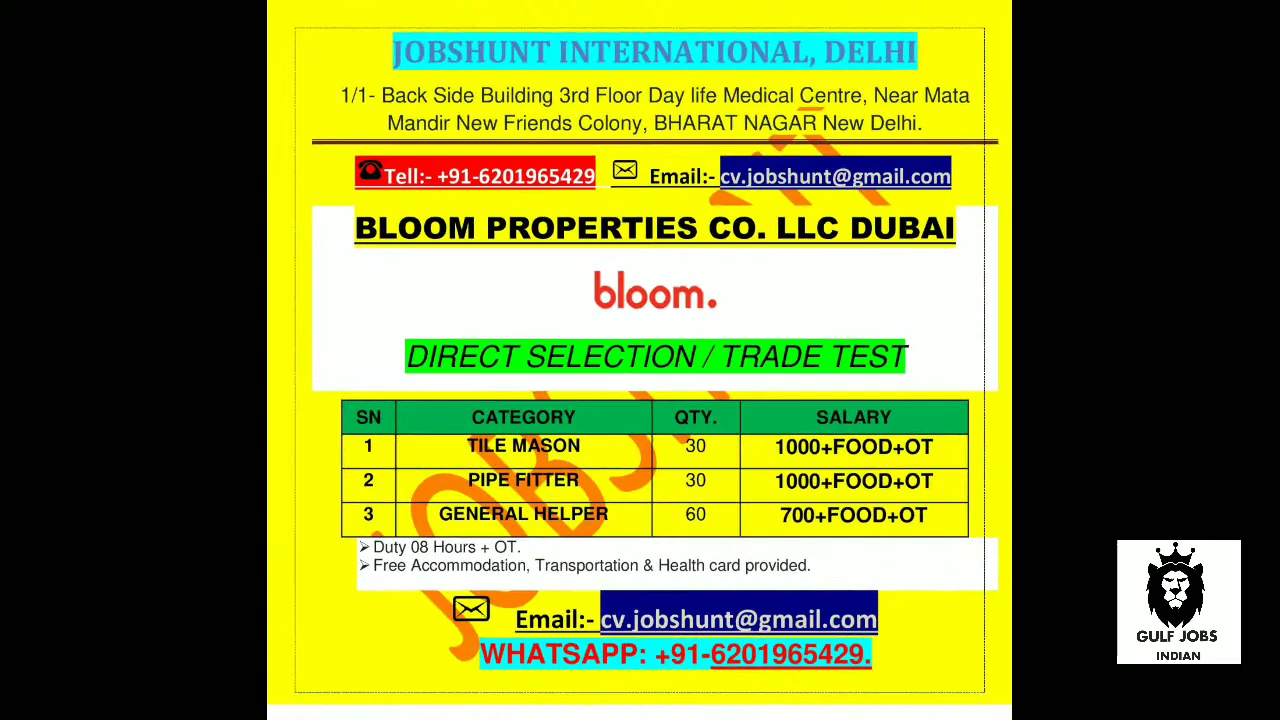 JOBSHUNT INTERNATIONAL, DELHI
1/1- Back Side Building 3rd Floor Day life Medical Centre, Near Mata
Mandir New Friends Colony, BHARAT NAGAR New Delhi.
Tell:- +91-6201965429 Email:- cv.jobshunt@gmail.com
BLOOM PROPERTIES CO. LLC DUBAI
bloom.
DIRECT SELECTION / TRADE TEST
SN CATEGORY QTY. SALARY
1 TILE MASON 30 1000+FOOD+OT
2 PIPE FITTER 30 1000+FOOD+OT
3 GENERAL HELPER 60 700+FOOD+OT
➢ Duty 08 Hours + OT.
➢ Free Accommodation, Transportation & Health card provided.
Email:- cv.jobshunt@gmail.com
WHATSAPP: +91-6201965429.
GULF JOBS
INDIAN